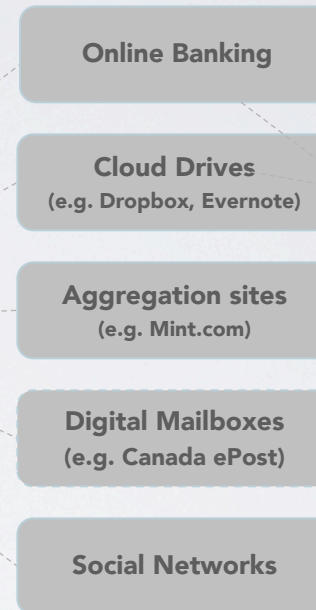 Online Banking
Cloud Drives
(e.g. Dropbox, Evernote)
Aggregation sites
(e.g. Mint.com)
Digital Mailboxes
(e.g. Canada ePost)
Social Networks